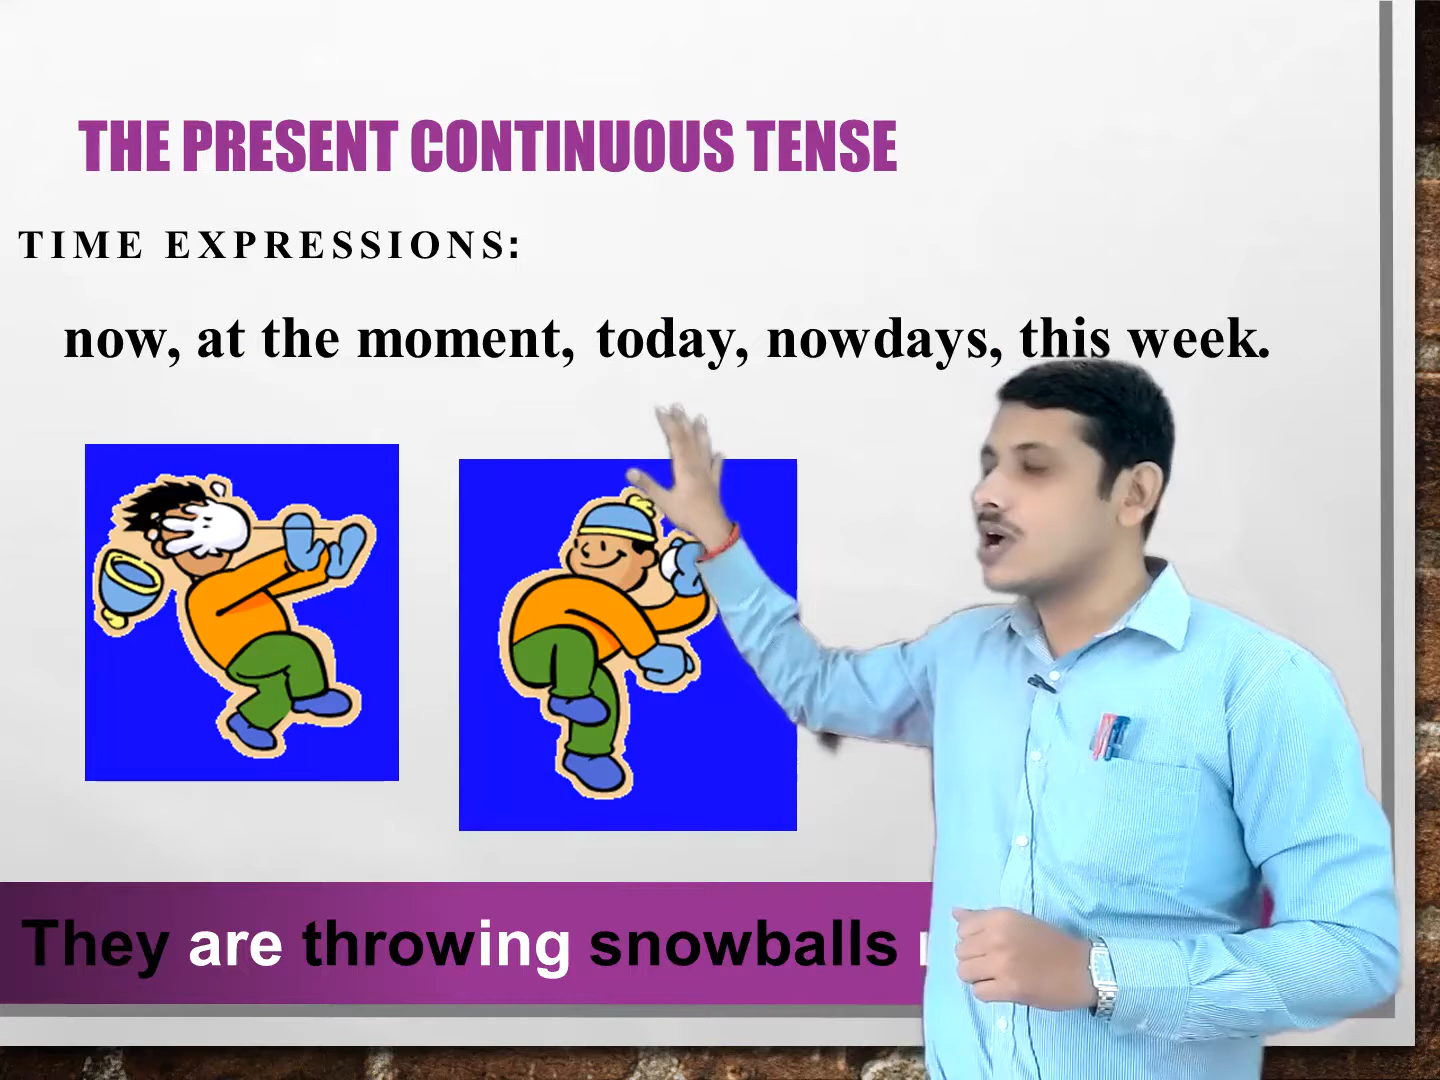 THE PRESENT CONTINUOUS TENSE
TIME EXPRESSIONS:
now, at the moment, today, nowdays, this week.
They are throwing snowballs